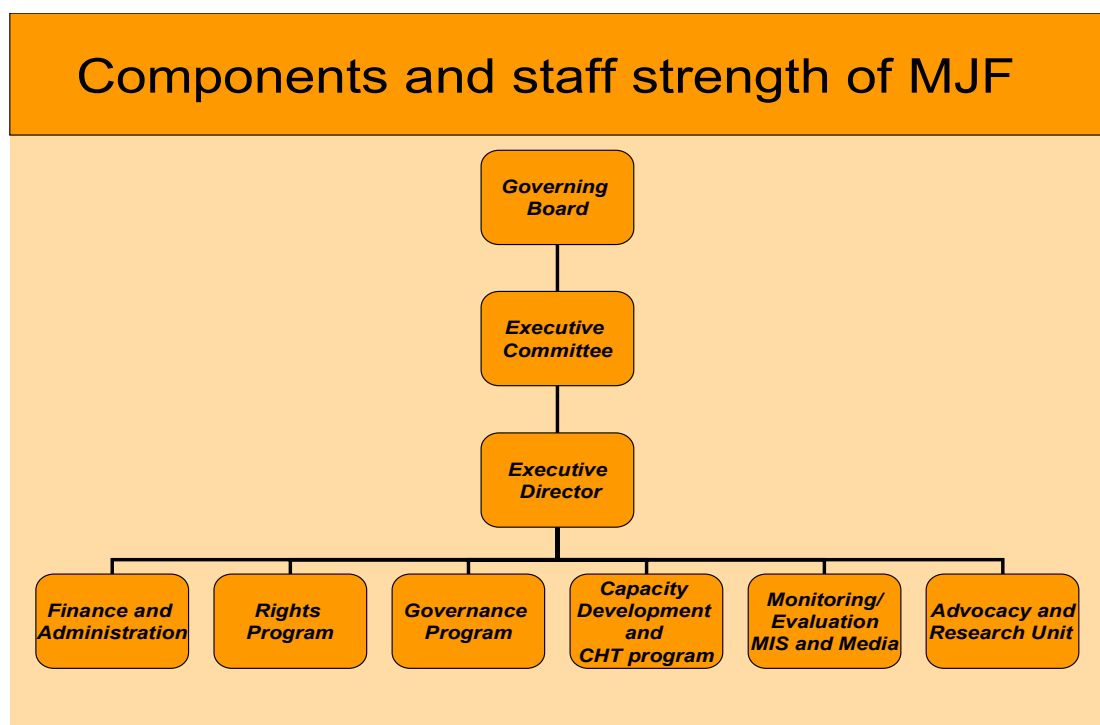 Components and staff strength of MJF
Governing
Board
Executive
Committee
Executive
Director
Finance and
Administration
Rights
Program
Governance
Program
Capacity
Development
and
CHT program
Monitoring/
Evaluation
MIS and Media
Advocacy and
Research Unit